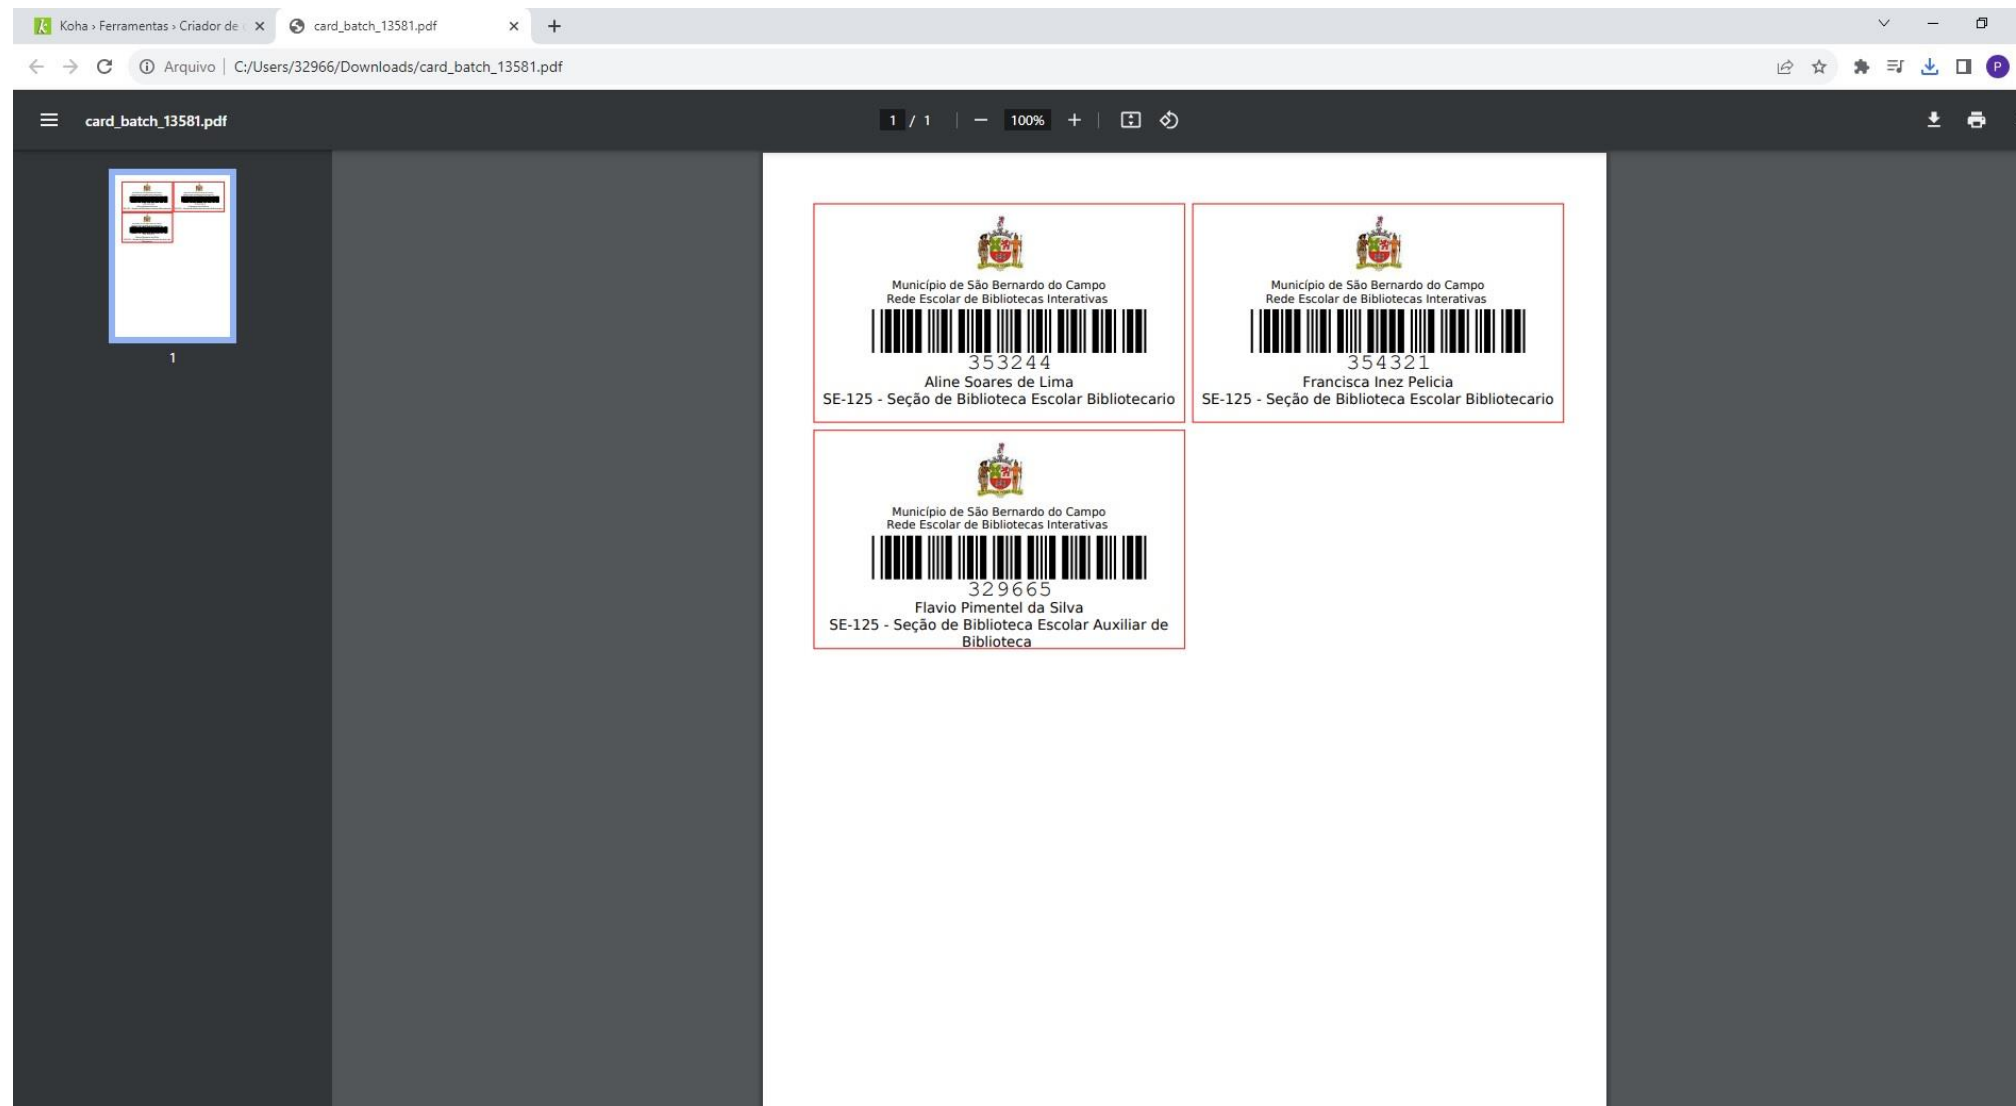 Koha › Ferramentas › Criador de
card_batch_13581.pdf
Arquivo
C:/Users/32966/Downloads/card_batch_13581.pdf
P
card_batch_13581.pdf
1 / 1
100%
1
Município de São Bernardo do Campo
Rede Escolar de Bibliotecas Interativas
353244
Aline Soares de Lima
SE-125 - Seção de Biblioteca Escolar Bibliotecario
Município de São Bernardo do Campo
Rede Escolar de Bibliotecas Interativas
354321
Francisca Inez Pelicia
SE-125 - Seção de Biblioteca Escolar Bibliotecario
Município de São Bernardo do Campo
Rede Escolar de Bibliotecas Interativas
329665
Flavio Pimentel da Silva
SE-125 - Seção de Biblioteca Escolar Auxiliar de
Biblioteca